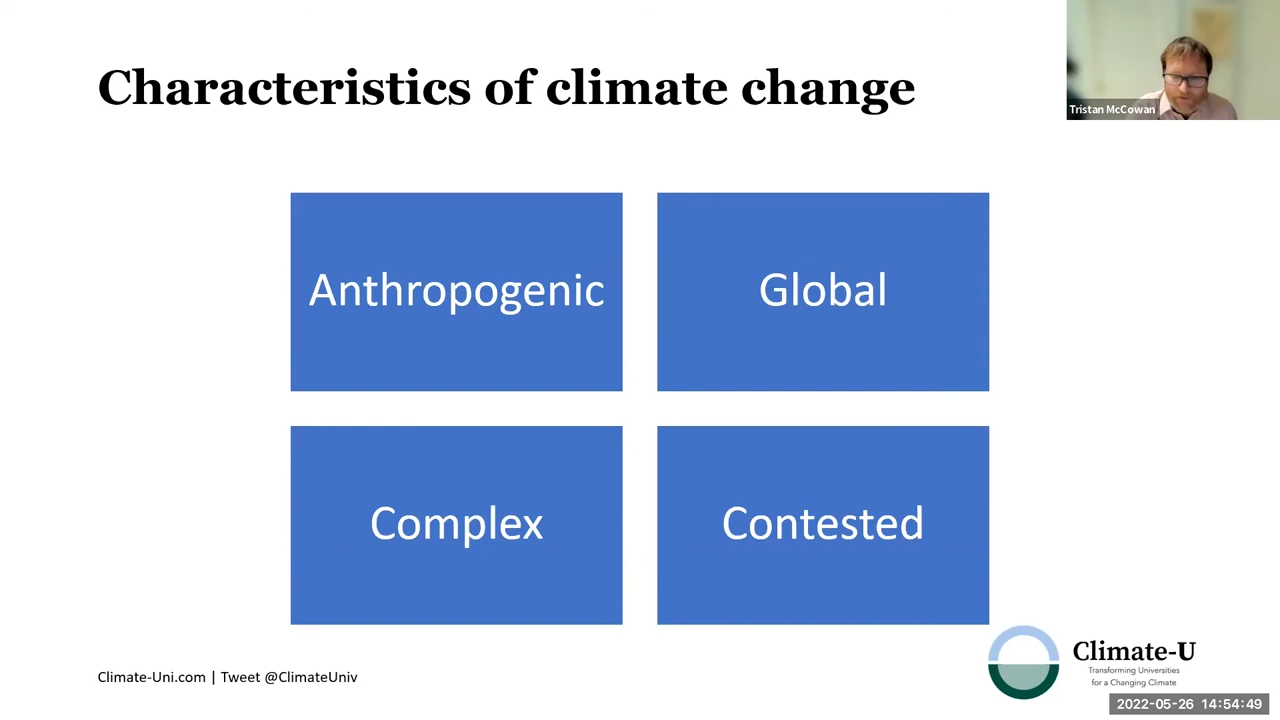 Characteristics of climate change
Tristan McCowan
Anthropogenic
Global
Complex
Contested
Climate-Uni.com | Tweet @ClimateUniv
Climate-U
Transforming Universities
for a Changing Climate
2022-05-26 14:54:49